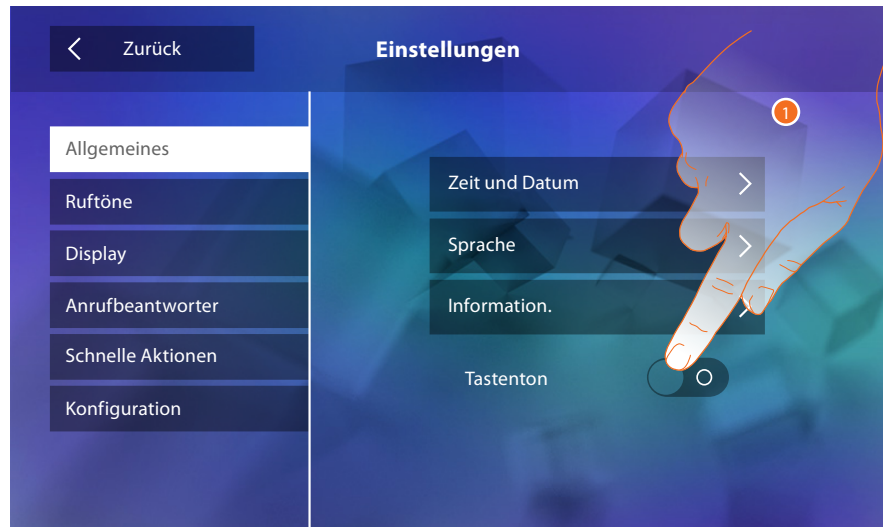 Zurück
Einstellungen
1
Allgemeines
Ruftöne
Display
Anrufbeantworter
Schnelle Aktionen
Konfiguration
Zeit und Datum
Sprache
Information.
Tastenton